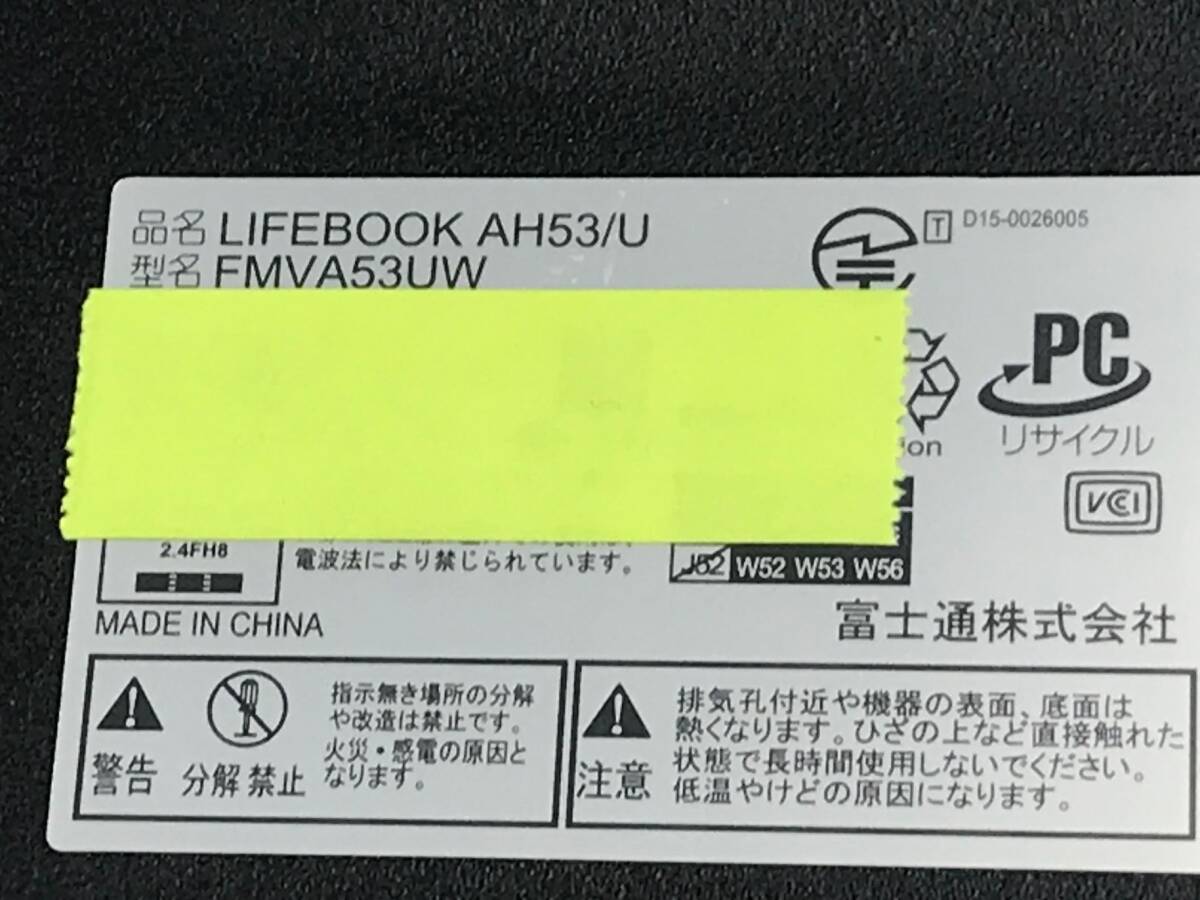 品名 LIFEBOOK AH53/U
型名 FMVA53UW
T D15-0026005
PC
リサイクル
VCCI
2.4FH8
電波法により禁じられています。
J52 W52 W53 W56
MADE IN CHINA
富士通株式会社
警告
分解禁止
指示無き場所の分解
や改造は禁止です。
火災・感電の原因と
なります。
注意
排気孔付近や機器の表面、底面は
熱くなります。ひざの上など直接触れた
状態で長時間使用しないでください。
低温やけどの原因になります。